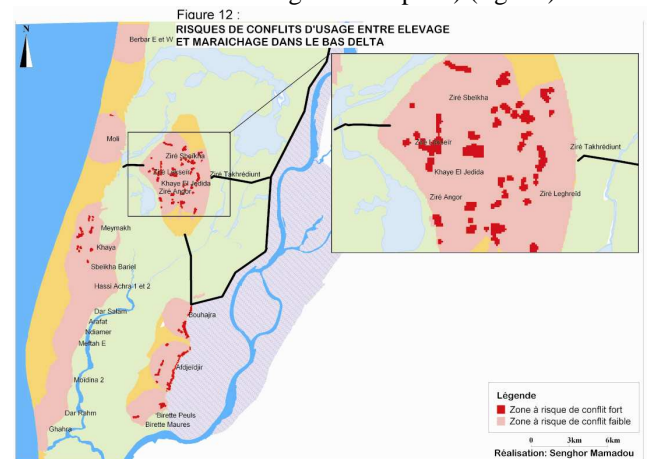 Figure 12 :
RISQUES DE CONFLITS D'USAGE ENTRE ELEVAGE
ET MARAICHAGE DANS LE BAS DELTA
N
Berbar E et W
Moli
Ziré Sbeikha
Ziré
Khaye El Jedida
Ziré Angor
Ziré Takhrédiunt
Meymakh
Khaya
Sbeikha Bariel
Hassi Achra 1 et 2
Dar Salam
Arafat
Ndiamer
Meftah E
Moidina 2
Dar Rahm
Ghahra
Bouhajra
Afdjeidjir
Birette Peuls
Birette Maures
Ziré Sbeikha
Ziré
Khaye El Jedida
Ziré Angor
Ziré Takhrédiunt
Ziré Leghreid
Légende
Zone à risque de conflit fort
Zone à risque de conflit faible
0 3km 6km
Réalisation: Senghor Mamadou